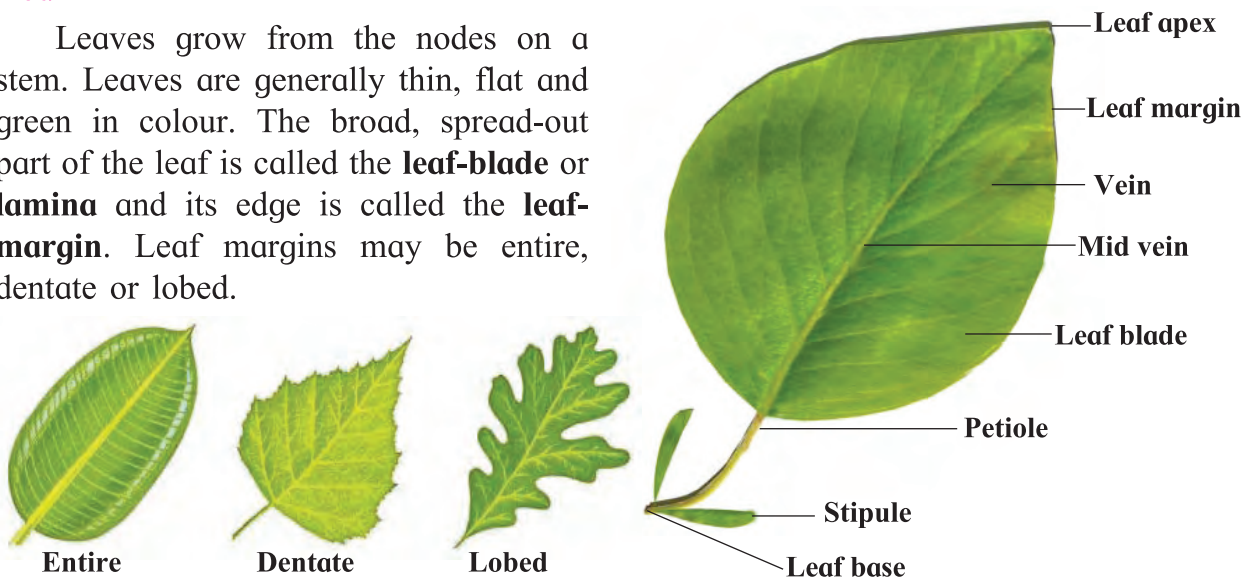 Leaves grow from the nodes on a
stem. Leaves are generally thin, flat and
green in colour. The broad, spread-out
part of the leaf is called the leaf-blade or
lamina and its edge is called the leaf-
margin. Leaf margins may be entire,
dentate or lobed.
Entire
Dentate
Lobed
Leaf apex
Leaf margin
Vein
Mid vein
Leaf blade
Petiole
Stipule
Leaf base